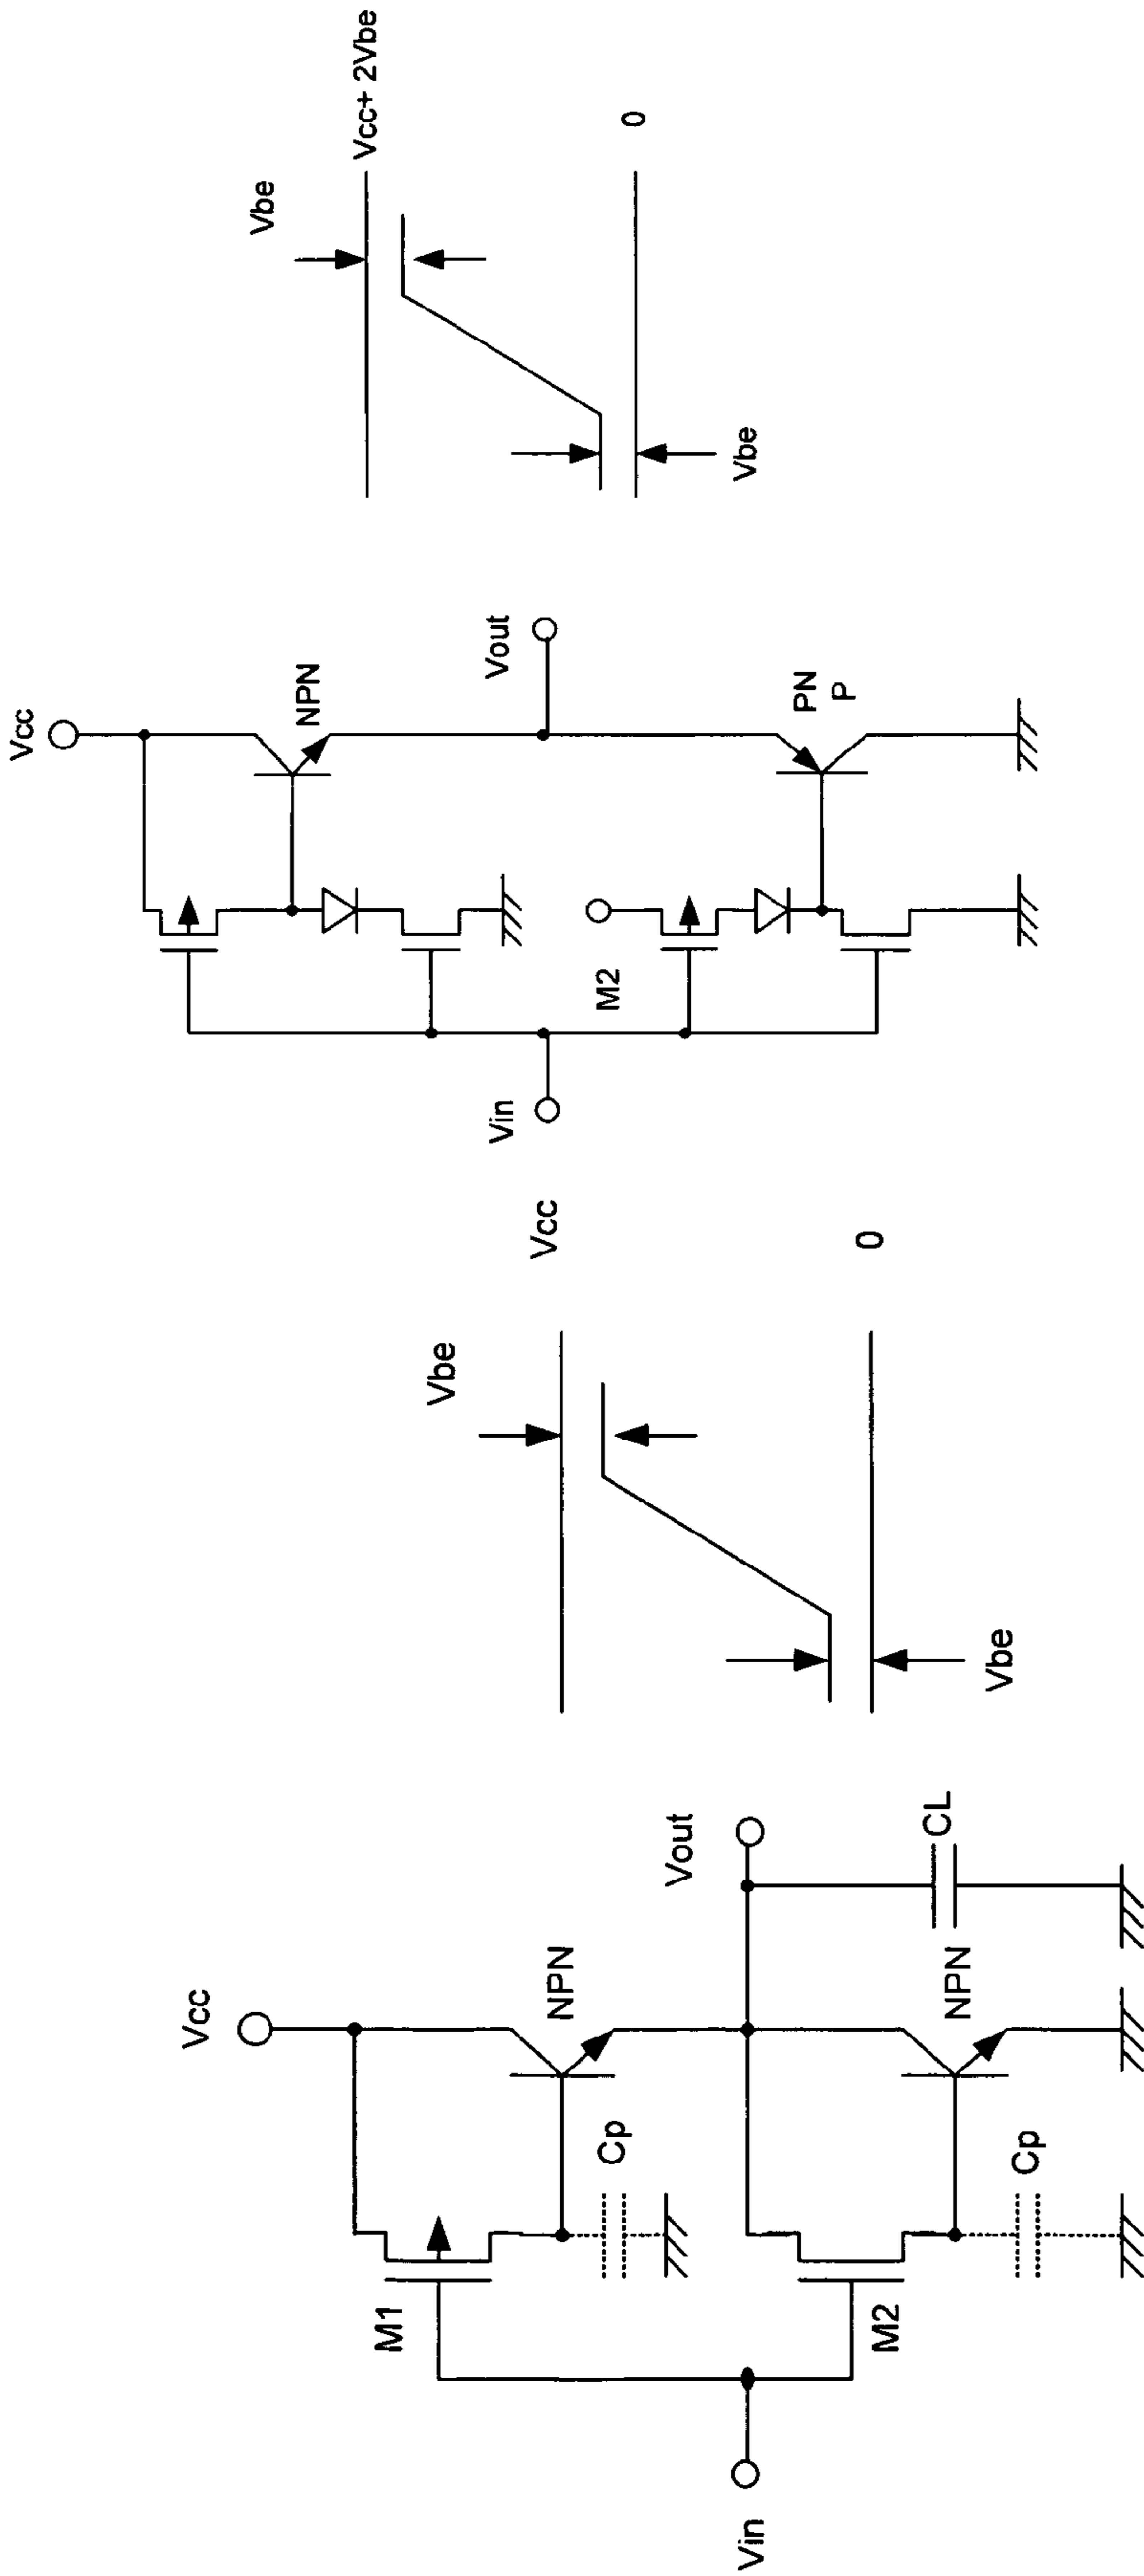 Vcc
M1
NPN
Cp
Vin
Vout
M2
NPN
Cp
CL
Vbe
Vcc
Vbe
0
Vcc
NPN
Vin
Vout
M2
PN
P
Vbe
Vcc+ 2Vbe
Vbe
0